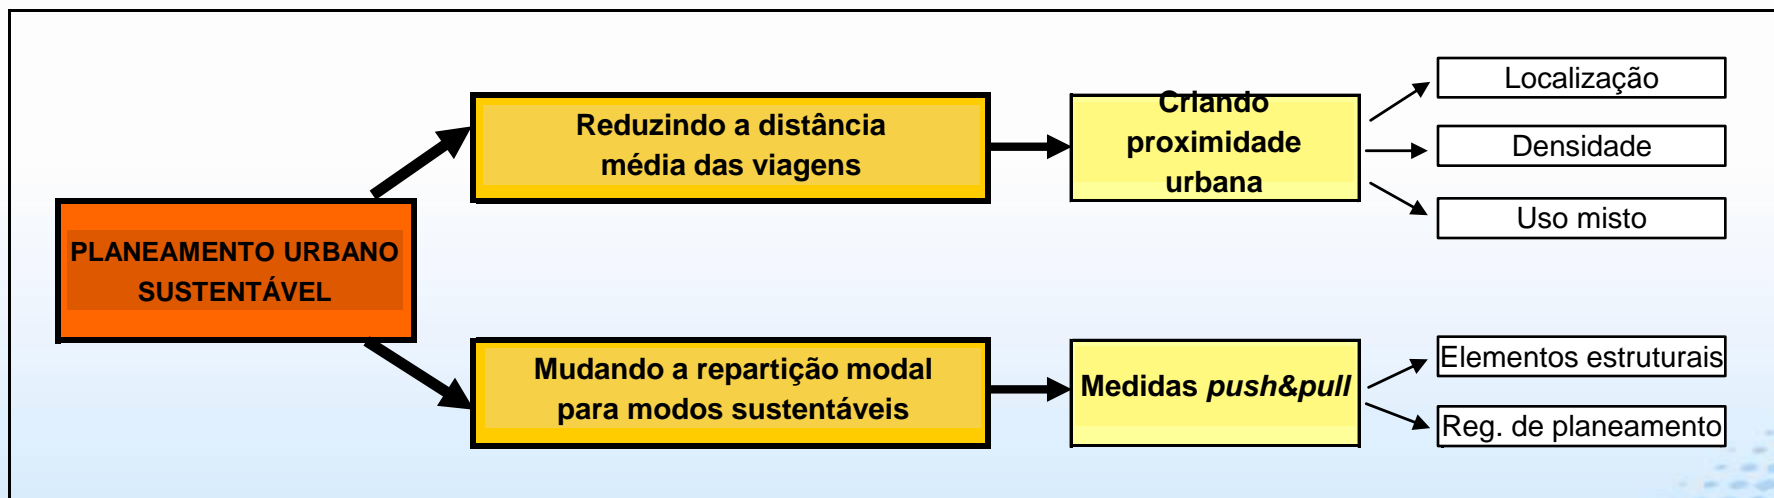 PLANEAMENTO URBANO
SUSTENTÁVEL
Reduzindo a distância
média das viagens
Criando
proximidade
urbana
Localização
Densidade
Uso misto
Mudando a repartição modal
para modos sustentáveis
Medidas push&pull
Elementos estruturais
Reg. de planeamento